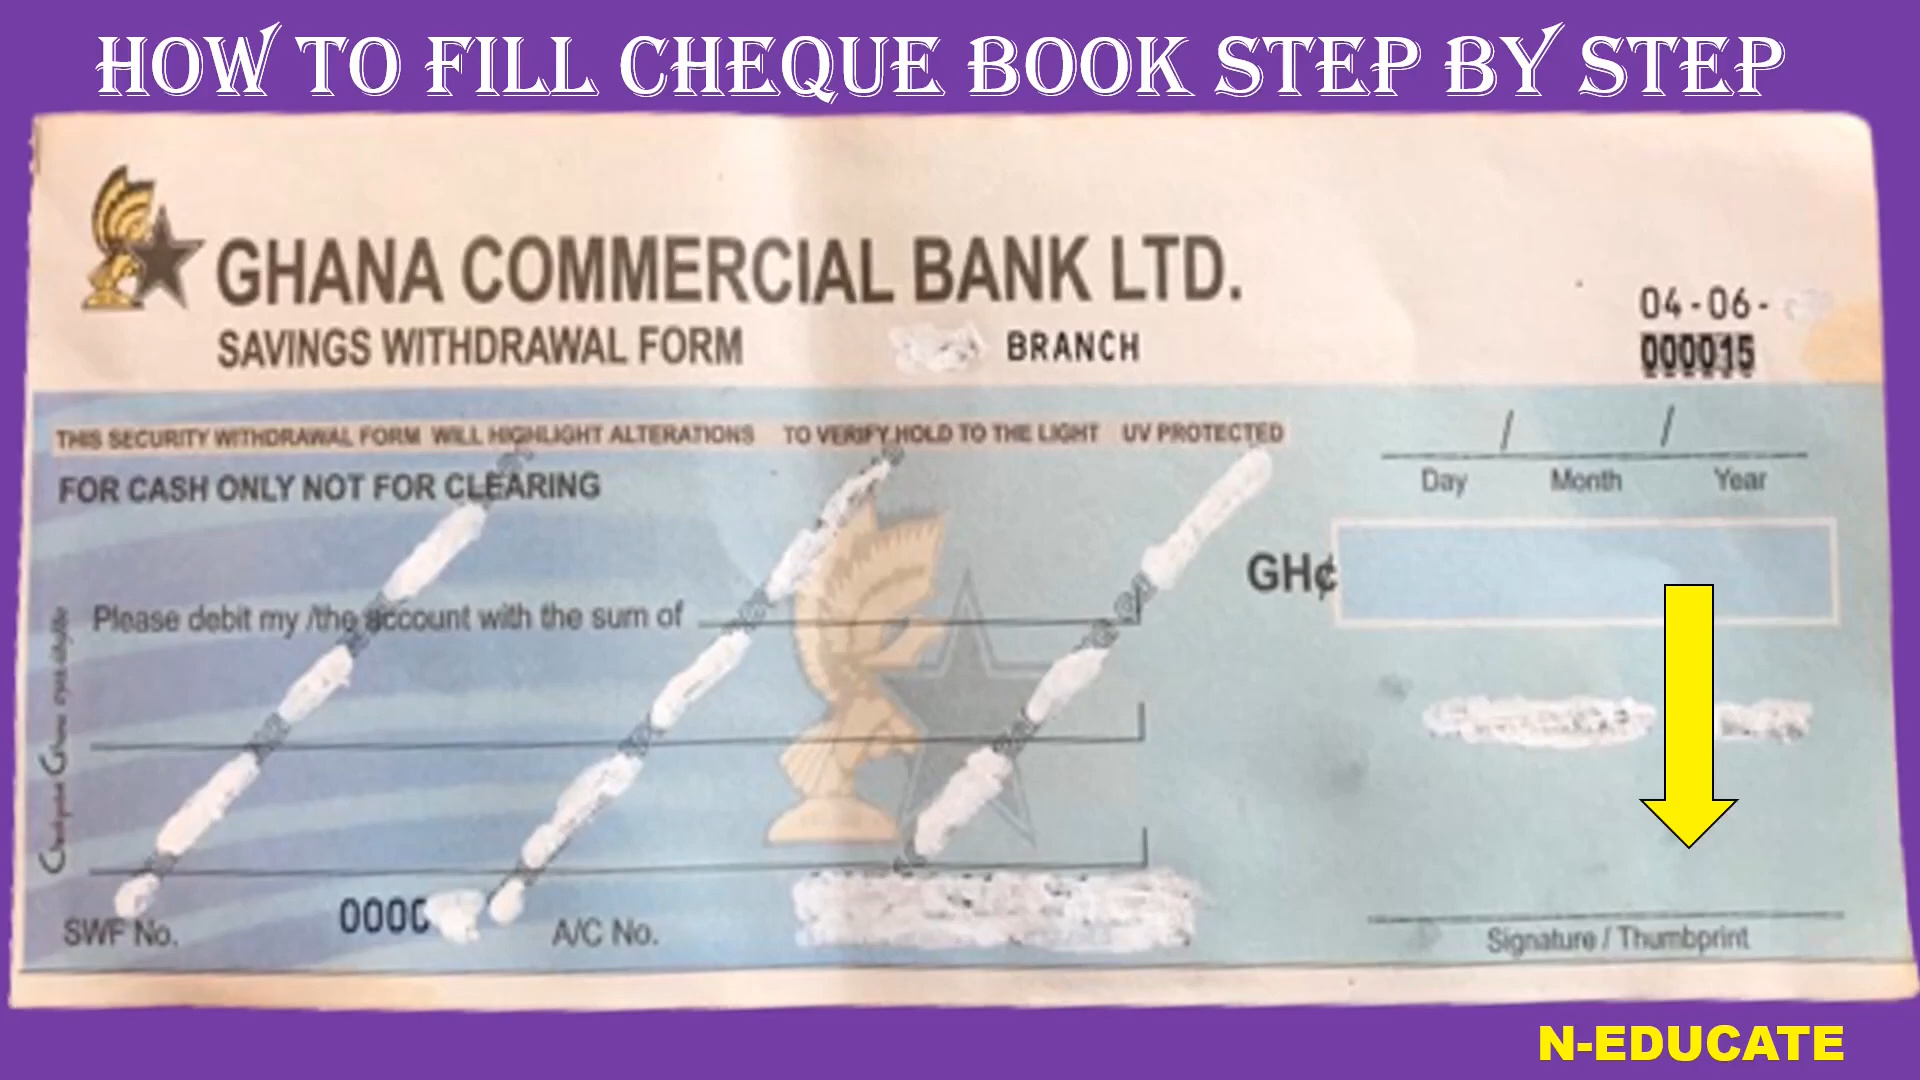 HOW TO FILL CHEQUE BOOK STEP BY STEP
GHANA COMMERCIAL BANK LTD.
SAVINGS WITHDRAWAL FORM
BRANCH
04-06-
000015
THIS SECURITY WITHDRAWAL FORM WILL HIGHLIGHT ALTERATIONS TO VERIFY HOLD TO THE LIGHT UV PROTECTED
FOR CASH ONLY NOT FOR CLEARING
/ /
Day Month Year
GH¢
Please debit my /the account with the sum of
SWF No. 0000 A/C No.
Signature / Thumbprint
N-EDUCATE